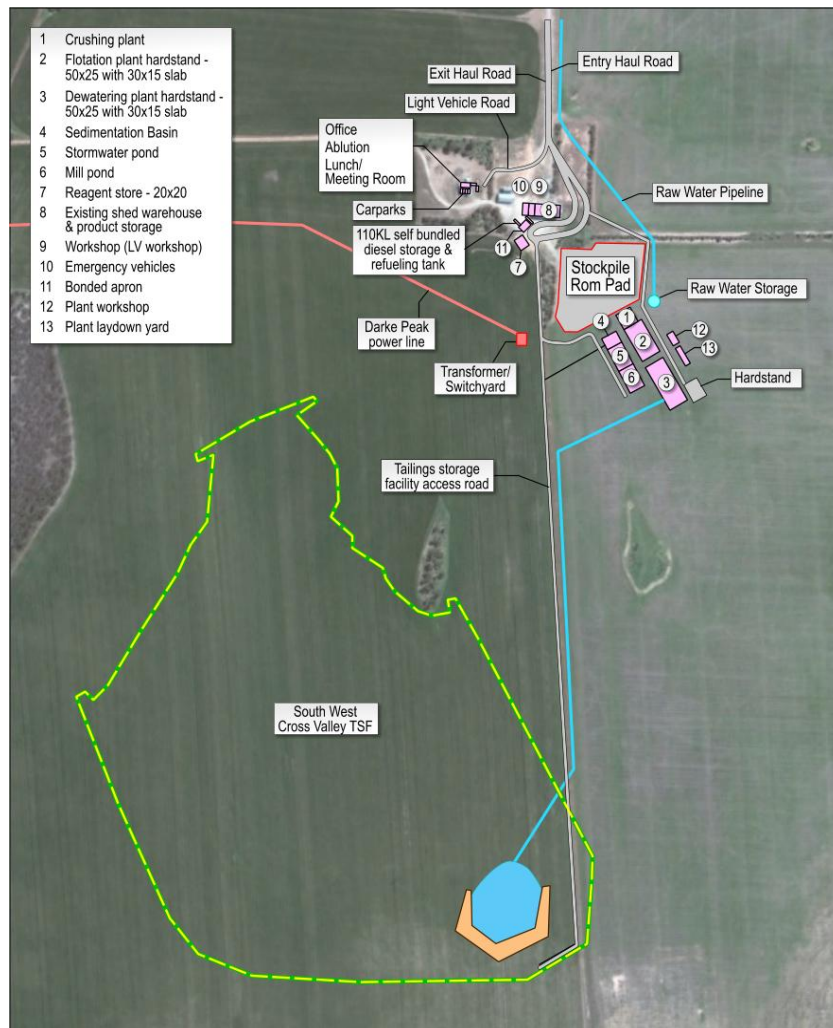 1 Crushing plant
2 Flotation plant hardstand -
50x25 with 30x15 slab
3 Dewatering plant hardstand -
50x25 with 30x15 slab
4 Sedimentation Basin
5 Stormwater pond
6 Mill pond
7 Reagent store - 20x20
8 Existing shed warehouse
& product storage
9 Workshop (LV workshop)
10 Emergency vehicles
11 Bonded apron
12 Plant workshop
13 Plant laydown yard
Exit Haul Road
Entry Haul Road
Light Vehicle Road
Office
Ablution
Lunch/
Meeting Room
Carparks
10
9
8
Raw Water Pipeline
110KL self bundled
diesel storage &
refueling tank
11
7
Stockpile
Rom Pad
Raw Water Storage
Darke Peak
power line
Transformer/
Switchyard
4
1
12
2
13
5
6
3
Hardstand
Tailings storage
facility access road
South West
Cross Valley TSF